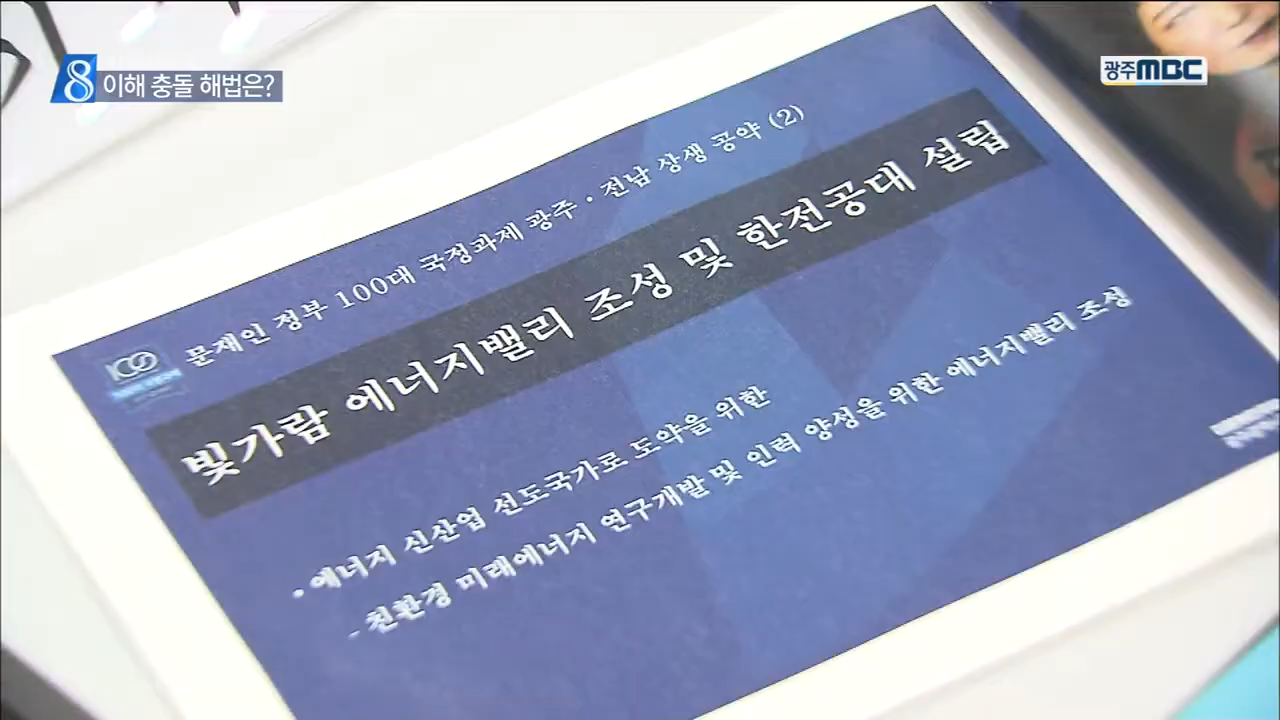 8 이해 충돌 해법은?
광주MBC
100
문재인 정부 100대 국정과제 광주·전남 상생 공약 (2)
빛가람 에너지밸리 조성 및 한전공대 설립
· 에너지 신산업 선도국가로 도약을 위한
- 친환경 미래에너지 연구개발 및 인력 양성을 위한 에너지밸리 조성